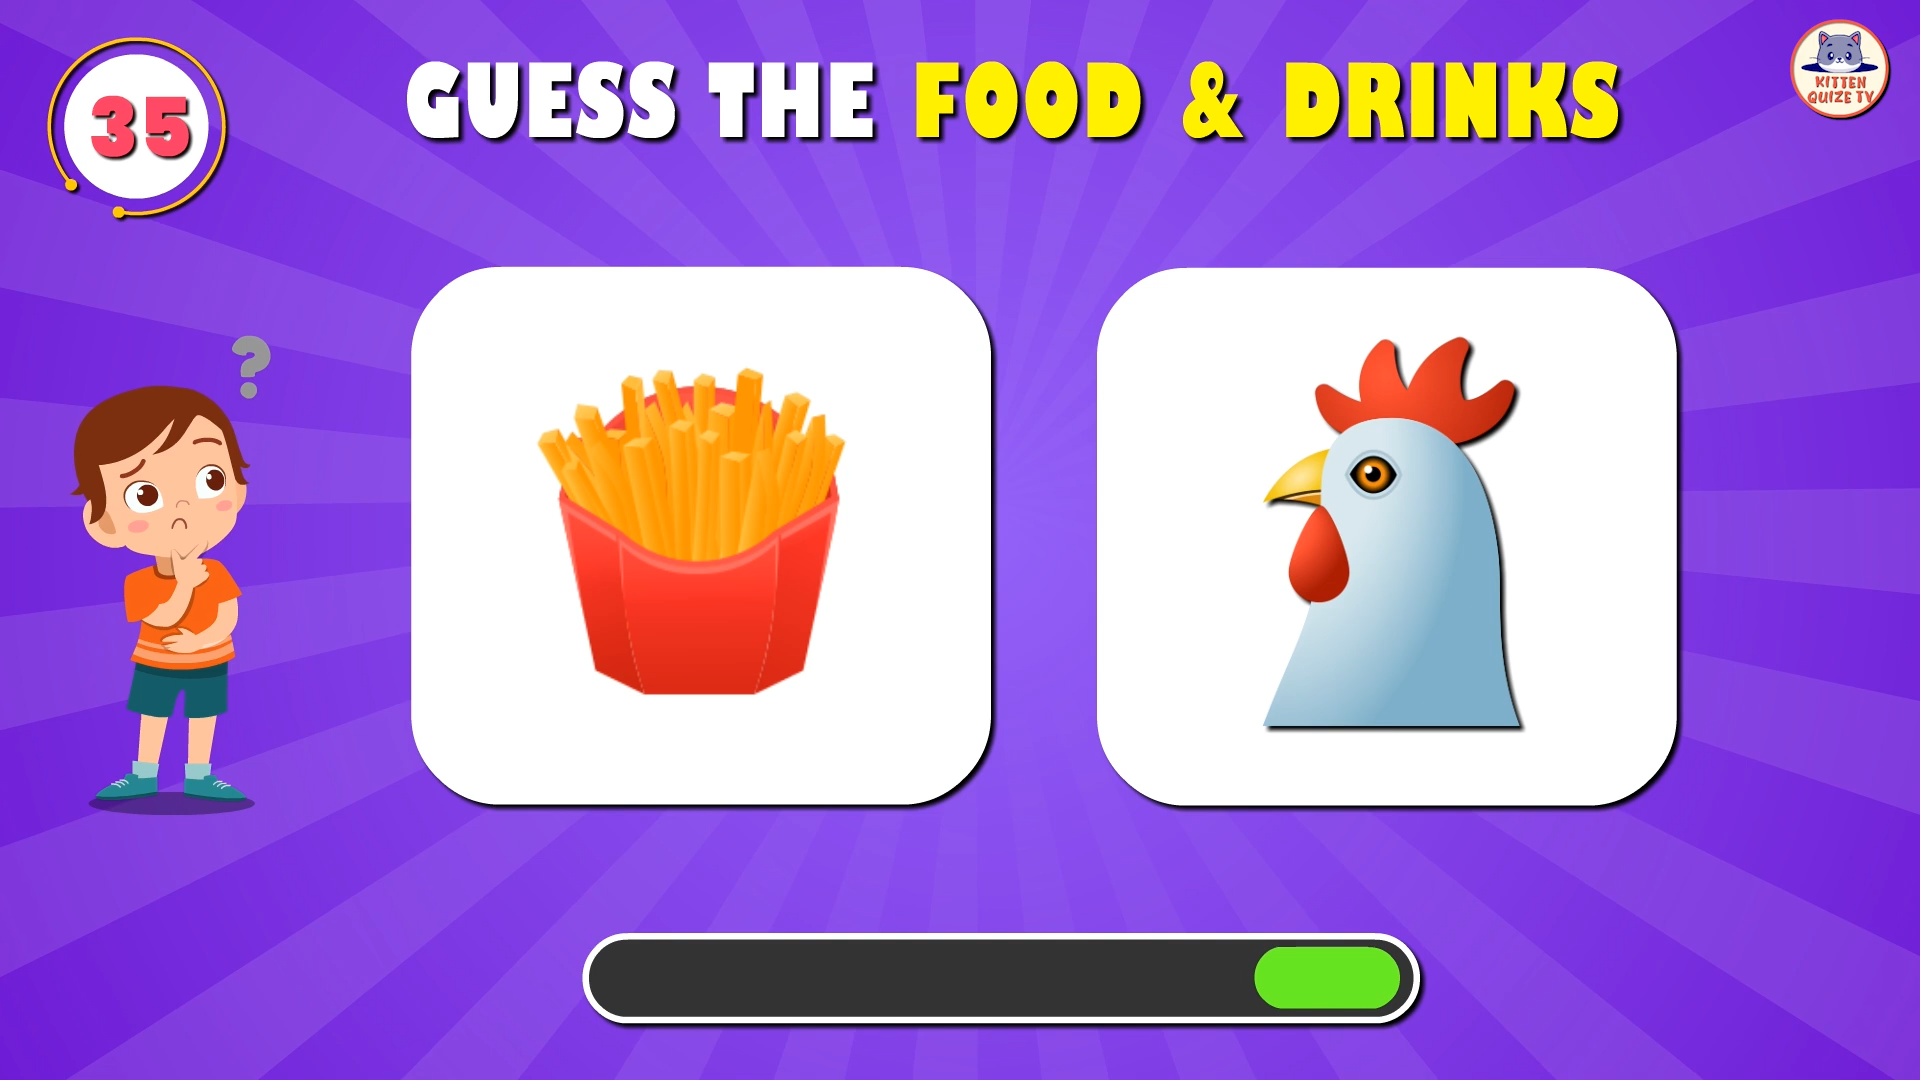 35
GUESS THE FOOD & DRINKS
KITTEN
QUIZE TV
?